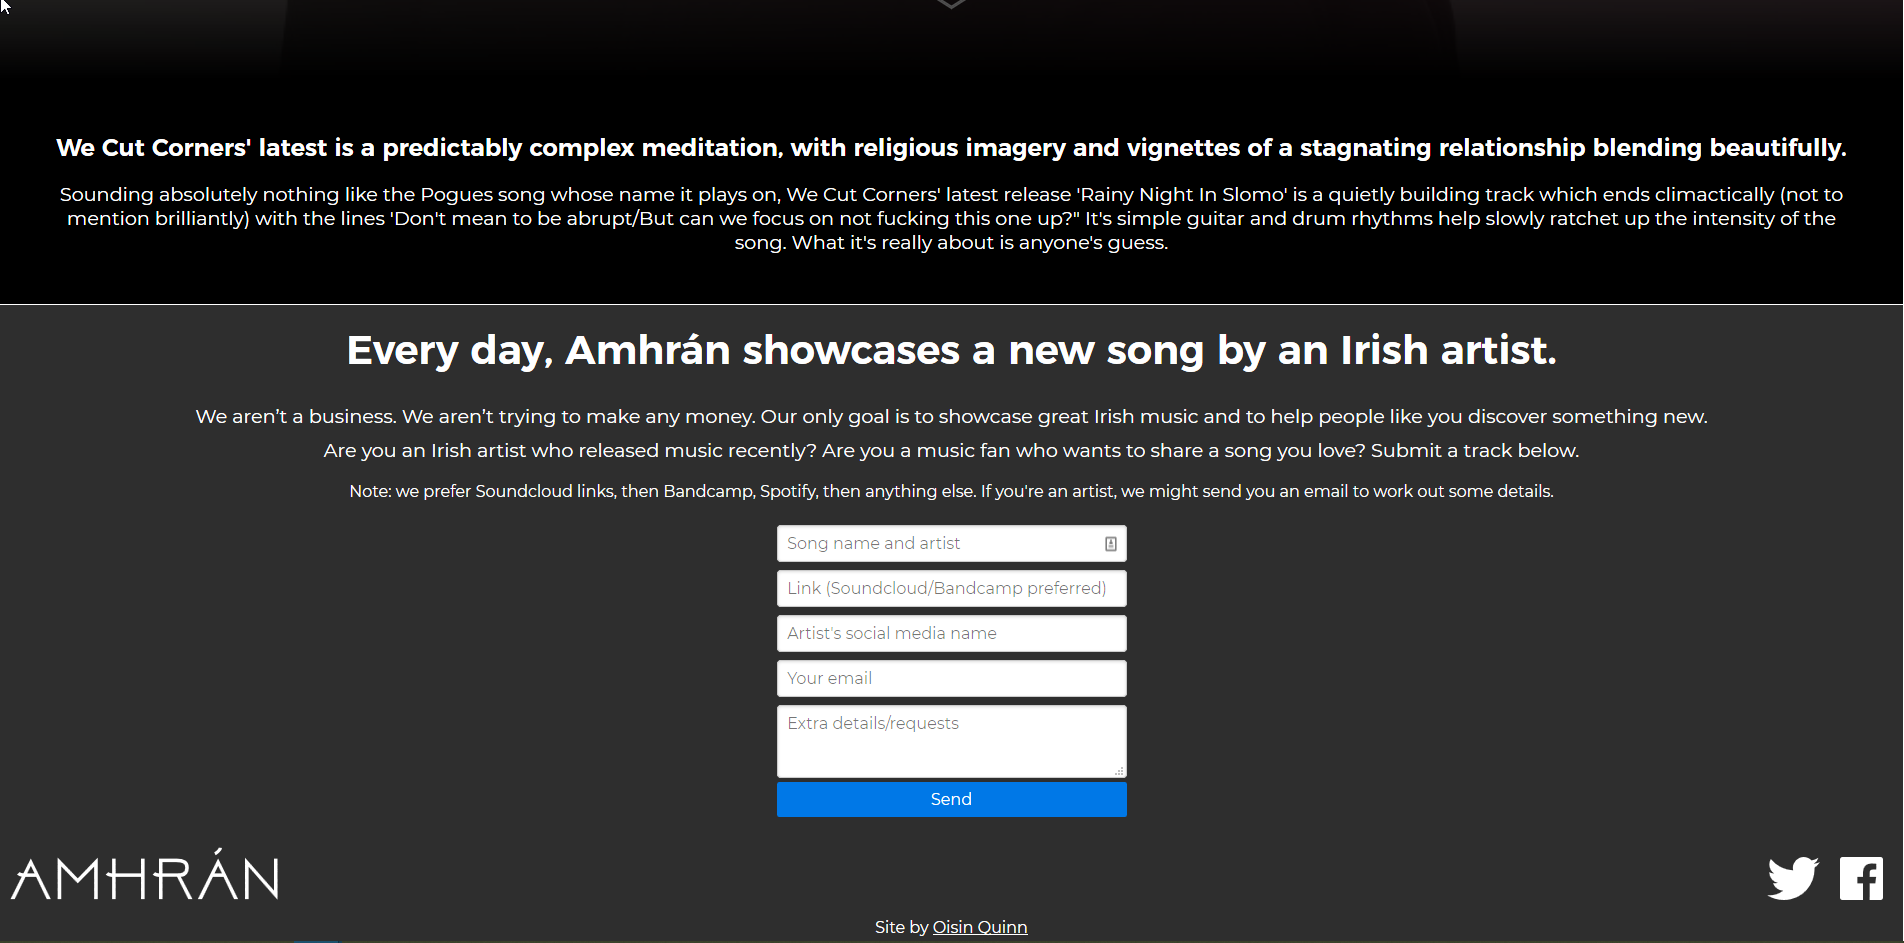 We Cut Corners' latest is a predictably complex meditation, with religious imagery and vignettes of a stagnating relationship blending beautifully.
Sounding absolutely nothing like the Pogues song whose name it plays on, We Cut Corners' latest release 'Rainy Night In Slomo' is a quietly building track which ends climactically (not to
mention brilliantly) with the lines 'Don't mean to be abrupt/But can we focus on not fucking this one up?" It's simple guitar and drum rhythms help slowly ratchet up the intensity of the
song. What it's really about is anyone's guess.
Every day, Amhrán showcases a new song by an Irish artist.
We aren’t a business. We aren’t trying to make any money. Our only goal is to showcase great Irish music and to help people like you discover something new.
Are you an Irish artist who released music recently? Are you a music fan who wants to share a song you love? Submit a track below.
Note: we prefer Soundcloud links, then Bandcamp, Spotify, then anything else. If you're an artist, we might send you an email to work out some details.
Song name and artist
Link (Soundcloud/Bandcamp preferred)
Artist's social media name
Your email
Extra details/requests
Send
AMHRÁN
Site by Oisin Quinn